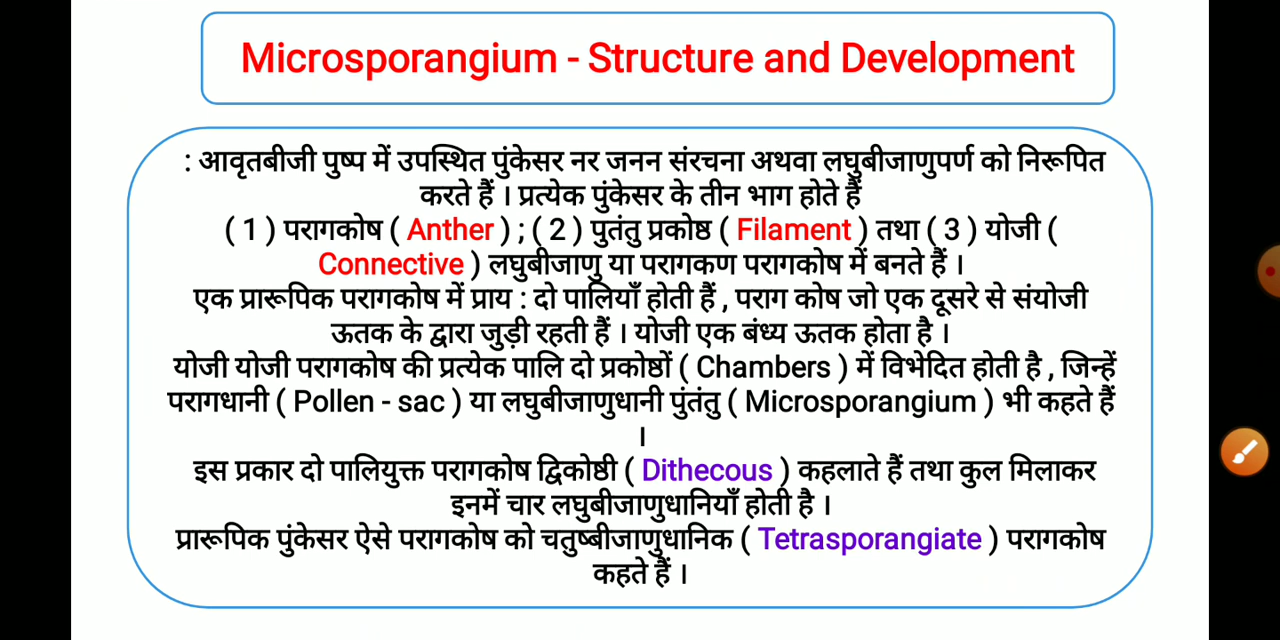 Microsporangium - Structure and Development
: आवृतबीजी पुष्प में उपस्थित पुंकेसर नर जनन संरचना अथवा लघुबीजाणुपर्ण को निरूपित
करते हैं । प्रत्येक पुंकेसर के तीन भाग होते हैं
( 1 ) परागकोष ( Anther ) ; ( 2 ) पुतंतु प्रकोष्ठ ( Filament ) तथा ( 3 ) योजी (
Connective ) लघुबीजाणु या परागकण परागकोष में बनते हैं ।
एक प्रारूपिक परागकोष में प्राय : दो पालियाँ होती हैं , पराग कोष जो एक दूसरे से संयोजी
ऊतक के द्वारा जुड़ी रहती हैं । योजी एक बंध्य ऊतक होता है ।
योजी योजी परागकोष की प्रत्येक पालि दो प्रकोष्ठों ( Chambers ) में विभेदित होती है , जिन्हें
परागधानी ( Pollen - sac ) या लघुबीजाणुधानी पुंतंतु ( Microsporangium ) भी कहते हैं
।
इस प्रकार दो पालियुक्त परागकोष द्विकोष्ठी ( Dithecous ) कहलाते हैं तथा कुल मिलाकर
इनमें चार लघुबीजाणुधानियाँ होती है ।
प्रारूपिक पुंकेसर ऐसे परागकोष को चतुष्बीजाणुधानिक ( Tetrasporangiate ) परागकोष
कहते हैं ।